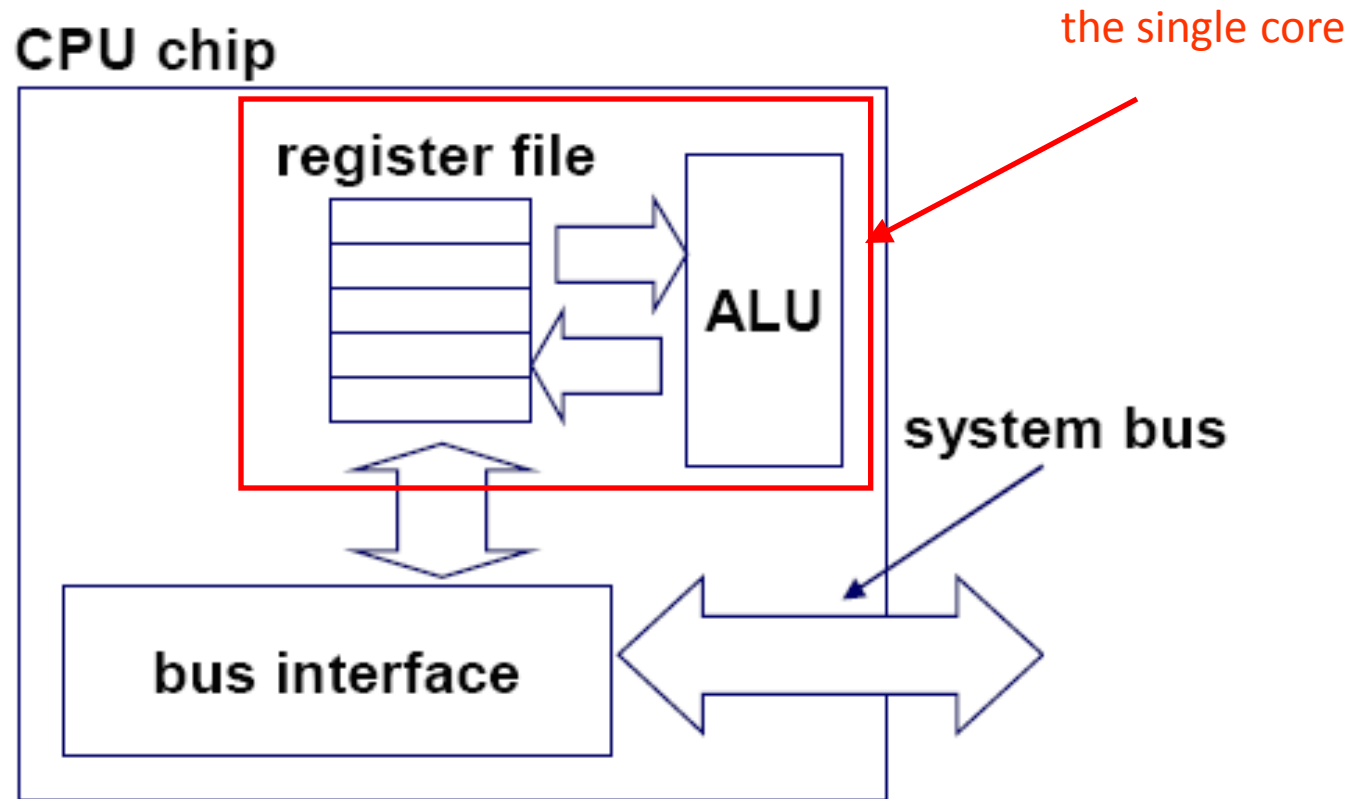 the single core
CPU chip
register file
ALU
system bus
bus interface